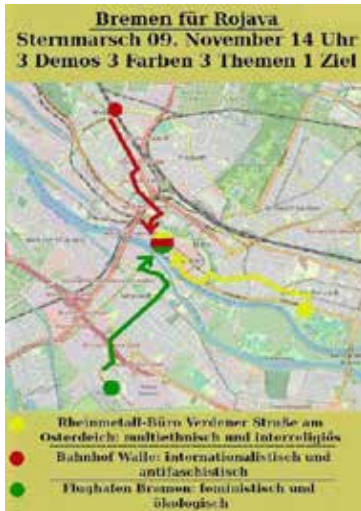 Bremen für Rojava
Sternmarsch 09. November 14 Uhr
3 Demos 3 Farben 3 Themen 1 Ziel
Rheinmetall-Büro Verdener Straße am
Osterdeich: multiethnisch und interreligiös
Bahnhof Walle: internationalistisch und
antifaschistisch
Flughafen Bremen: feministisch und
ökologisch